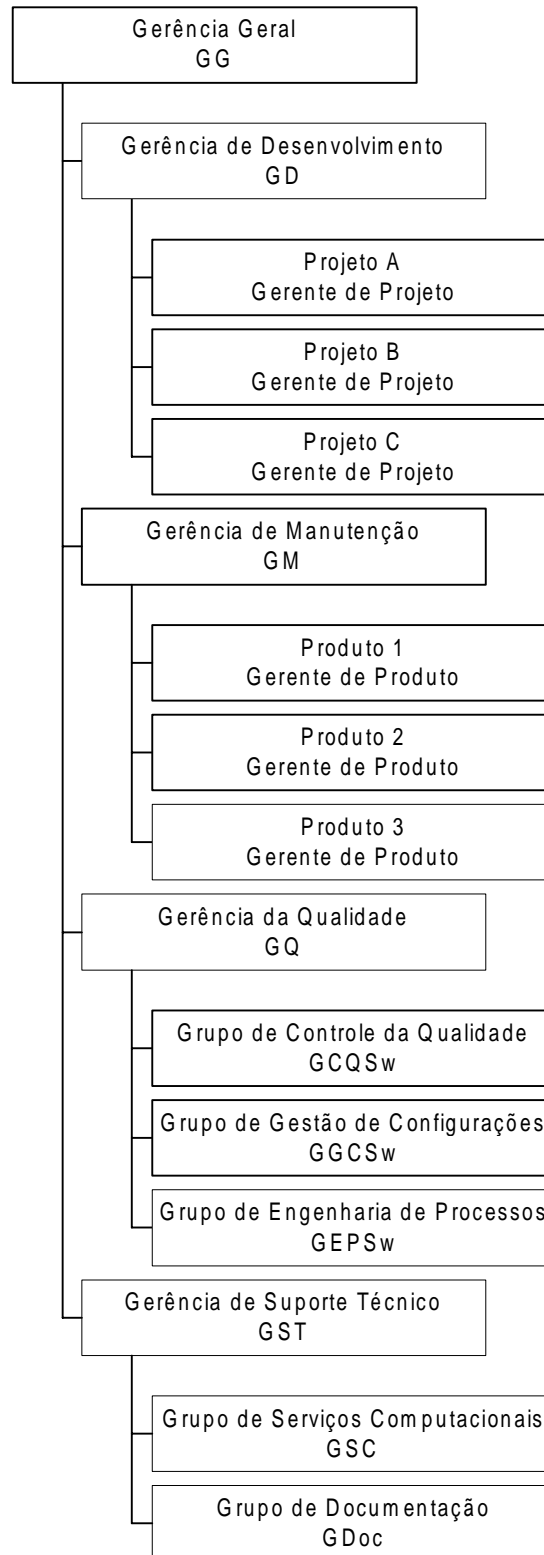 Gerência Geral
GG
Gerência de Desenvolvimento
GD
Projeto A
Gerente de Projeto
Projeto B
Gerente de Projeto
Projeto C
Gerente de Projeto
Gerência de Manutenção
GM
Produto 1
Gerente de Produto
Produto 2
Gerente de Produto
Produto 3
Gerente de Produto
Gerência da Qualidade
GQ
Grupo de Controle da Qualidade
GCQSw
Grupo de Gestão de Configurações
GGCSw
Grupo de Engenharia de Processos
GEPSw
Gerência de Suporte Técnico
GST
Grupo de Serviços Computacionais
GSC
Grupo de Documentação
GDoc